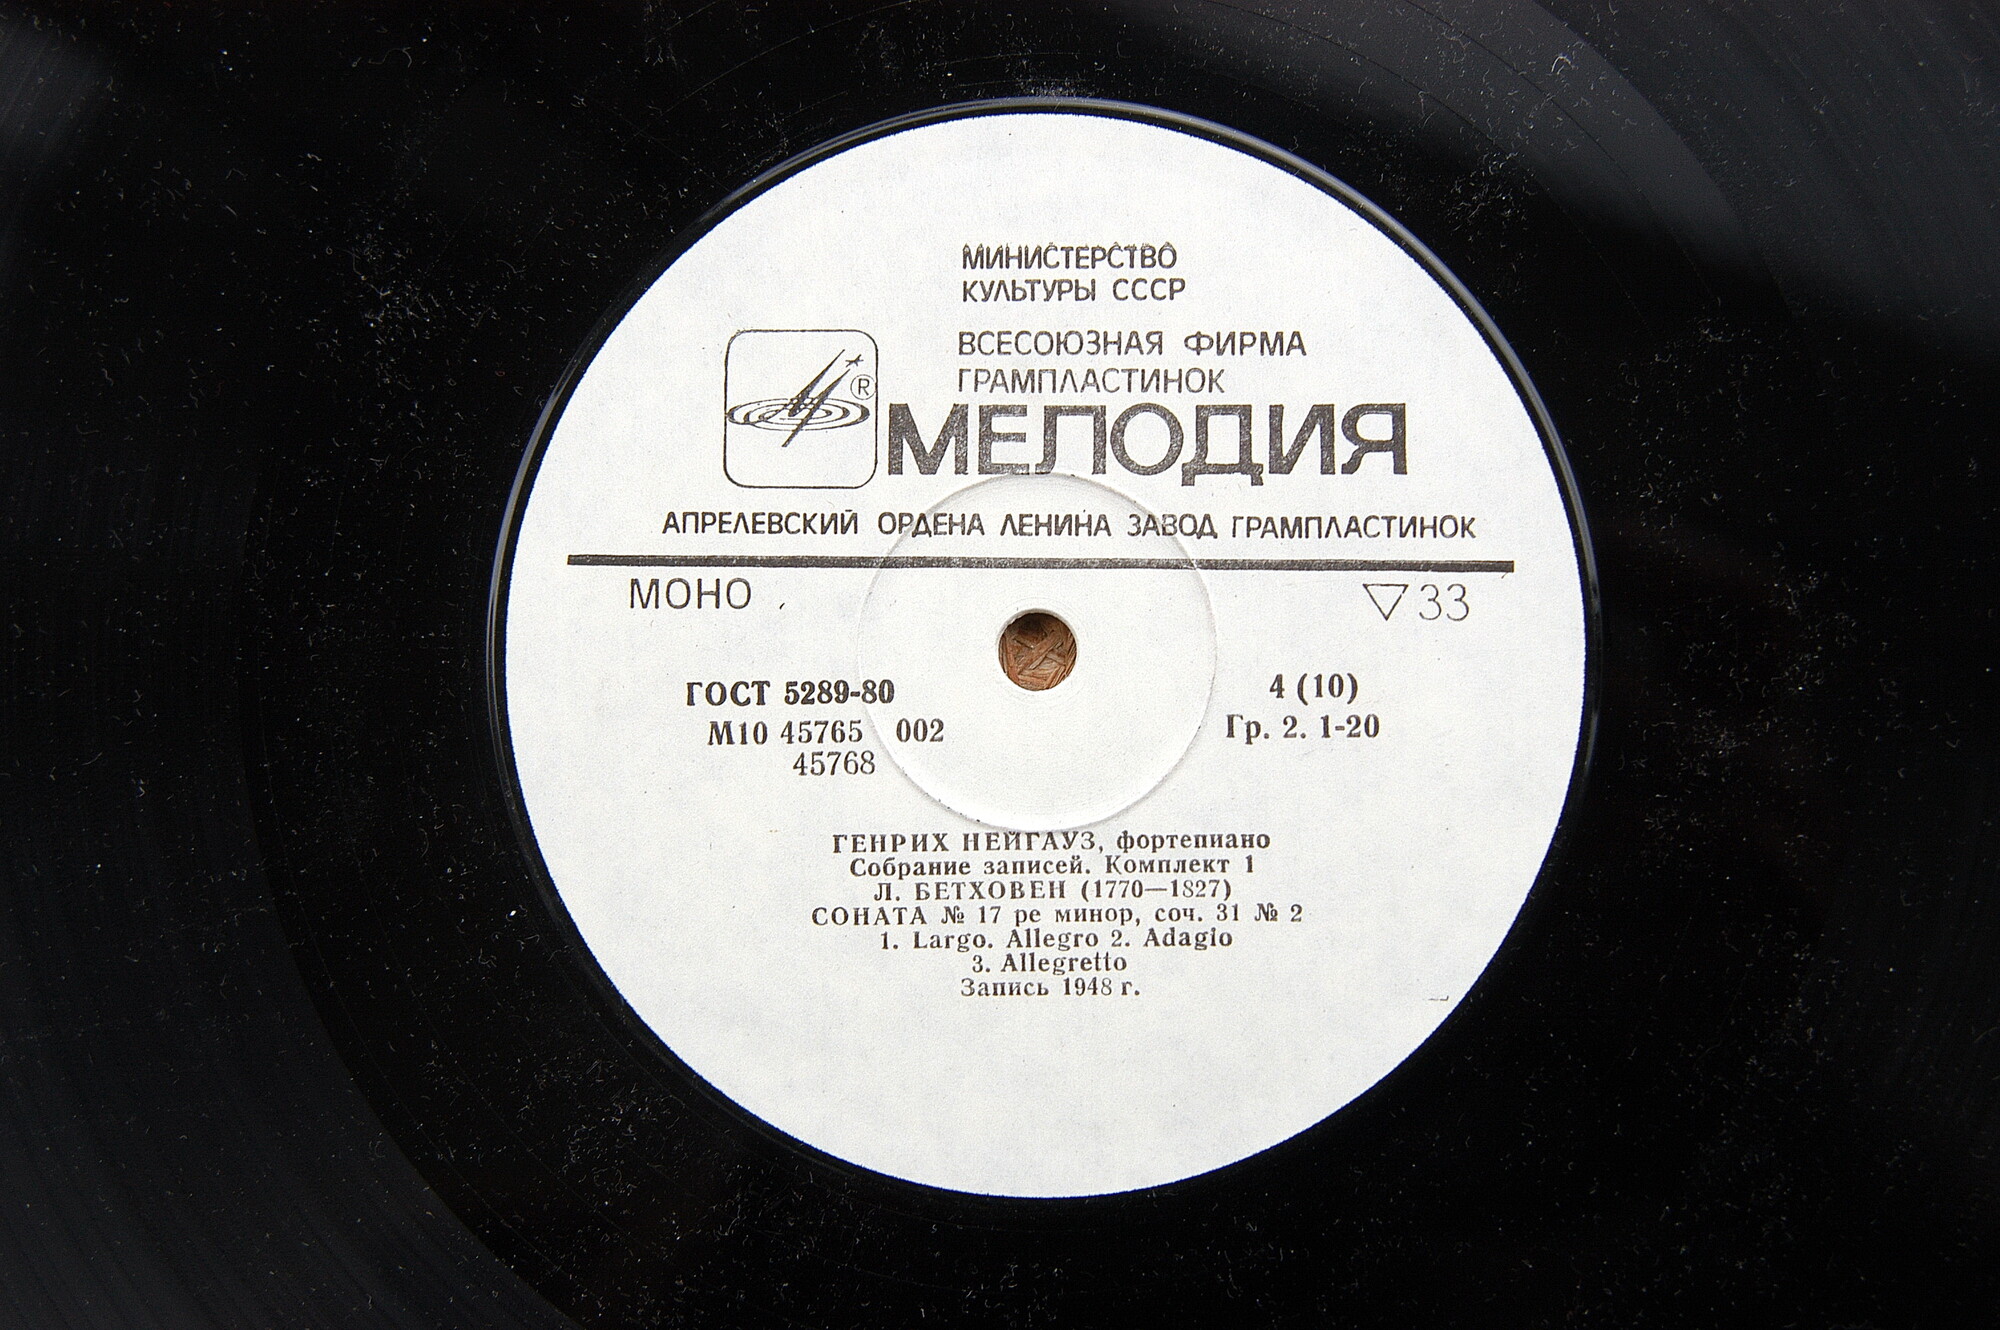 МИНИСТЕРСТВО
КУЛЬТУРЫ СССР
ВСЕСОЮЗНАЯ ФИРМА
ГРАМПЛАСТИНОК
®
МЕЛОДИЯ
АПРЕЛЕВСКИЙ ОРДЕНА ЛЕНИНА ЗАВОД ГРАМПЛАСТИНОК
МОНО ▽33
ГОСТ 5289-80 4 (10)
М10 45765 002 Гр. 2. 1-20
45768
ГЕНРИХ НЕЙГАУЗ, фортепиано
Собрание записей. Комплект 1
Л. БЕТХОВЕН (1770—1827)
СОНАТА № 17 ре минор, соч. 31 № 2
1. Largo. Allegro 2. Adagio
3. Allegretto
Запись 1948 г.